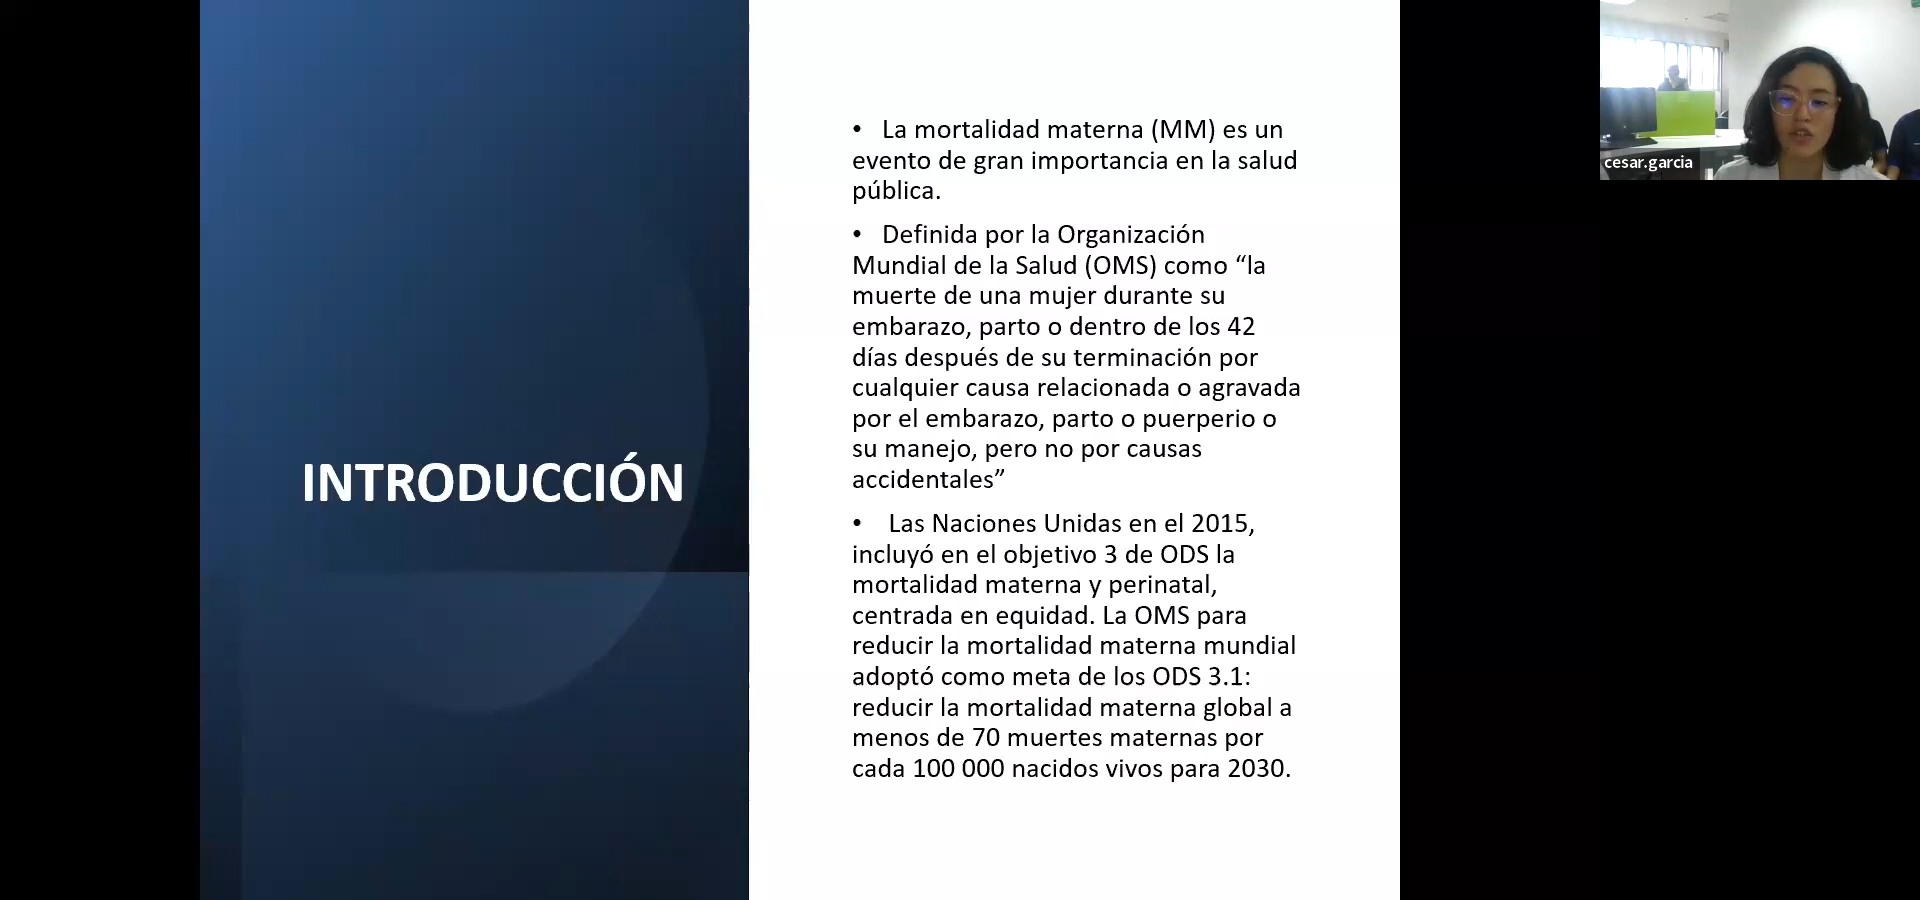 INTRODUCCIÓN
• La mortalidad materna (MM) es un
evento de gran importancia en la salud
pública.
• Definida por la Organización
Mundial de la Salud (OMS) como “la
muerte de una mujer durante su
embarazo, parto o dentro de los 42
días después de su terminación por
cualquier causa relacionada o agravada
por el embarazo, parto o puerperio o
su manejo, pero no por causas
accidentales”
• Las Naciones Unidas en el 2015,
incluyó en el objetivo 3 de ODS la
mortalidad materna y perinatal,
centrada en equidad. La OMS para
reducir la mortalidad materna mundial
adoptó como meta de los ODS 3.1:
reducir la mortalidad materna global a
menos de 70 muertes maternas por
cada 100 000 nacidos vivos para 2030.
cesar.garcia